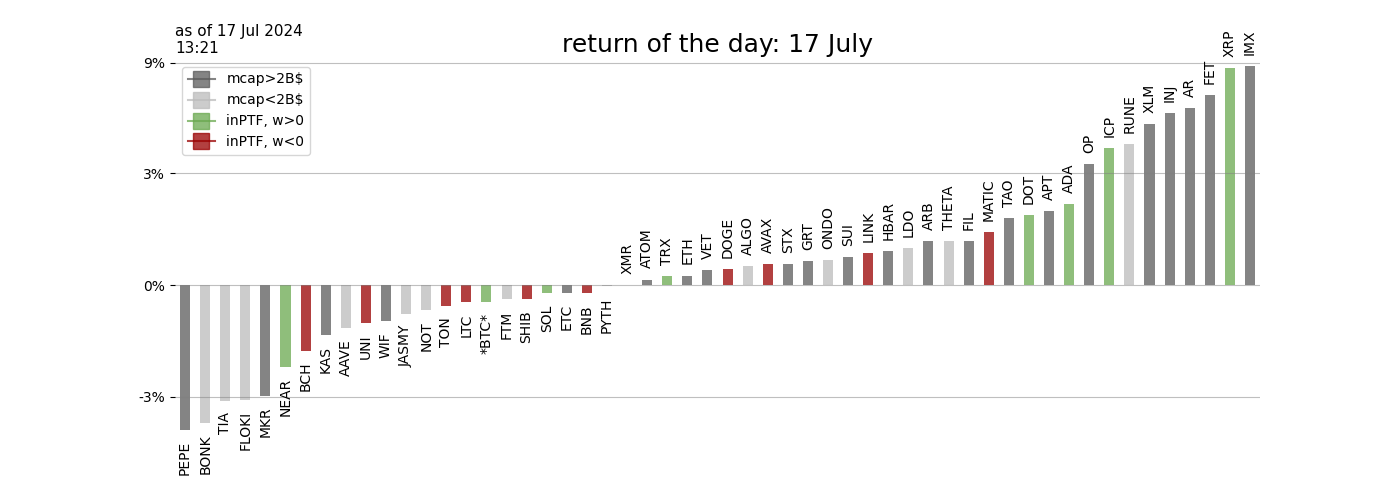 as of 17 Jul 2024
13:21
return of the day: 17 July
9%
3%
0%
-3%
mcap>2B$
mcap<2B$
inPTF, w>0
inPTF, w<0
PEPE
BONK
TIA
FLOKI
MKR
NEAR
BCH
KAS
AAVE
UNI
WIF
JASMY
NOT
TON
LTC
*BTC*
FTM
SHIB
SOL
ETC
BNB
PYTH
XMR
ATOM
TRX
ETH
VET
DOGE
ALGO
AVAX
STX
GRT
ONDO
SUI
LINK
HBAR
LDO
ARB
THETA
FIL
MATIC
TAO
DOT
APT
ADA
OP
ICP
RUNE
XLM
INJ
AR
FET
XRP
IMX